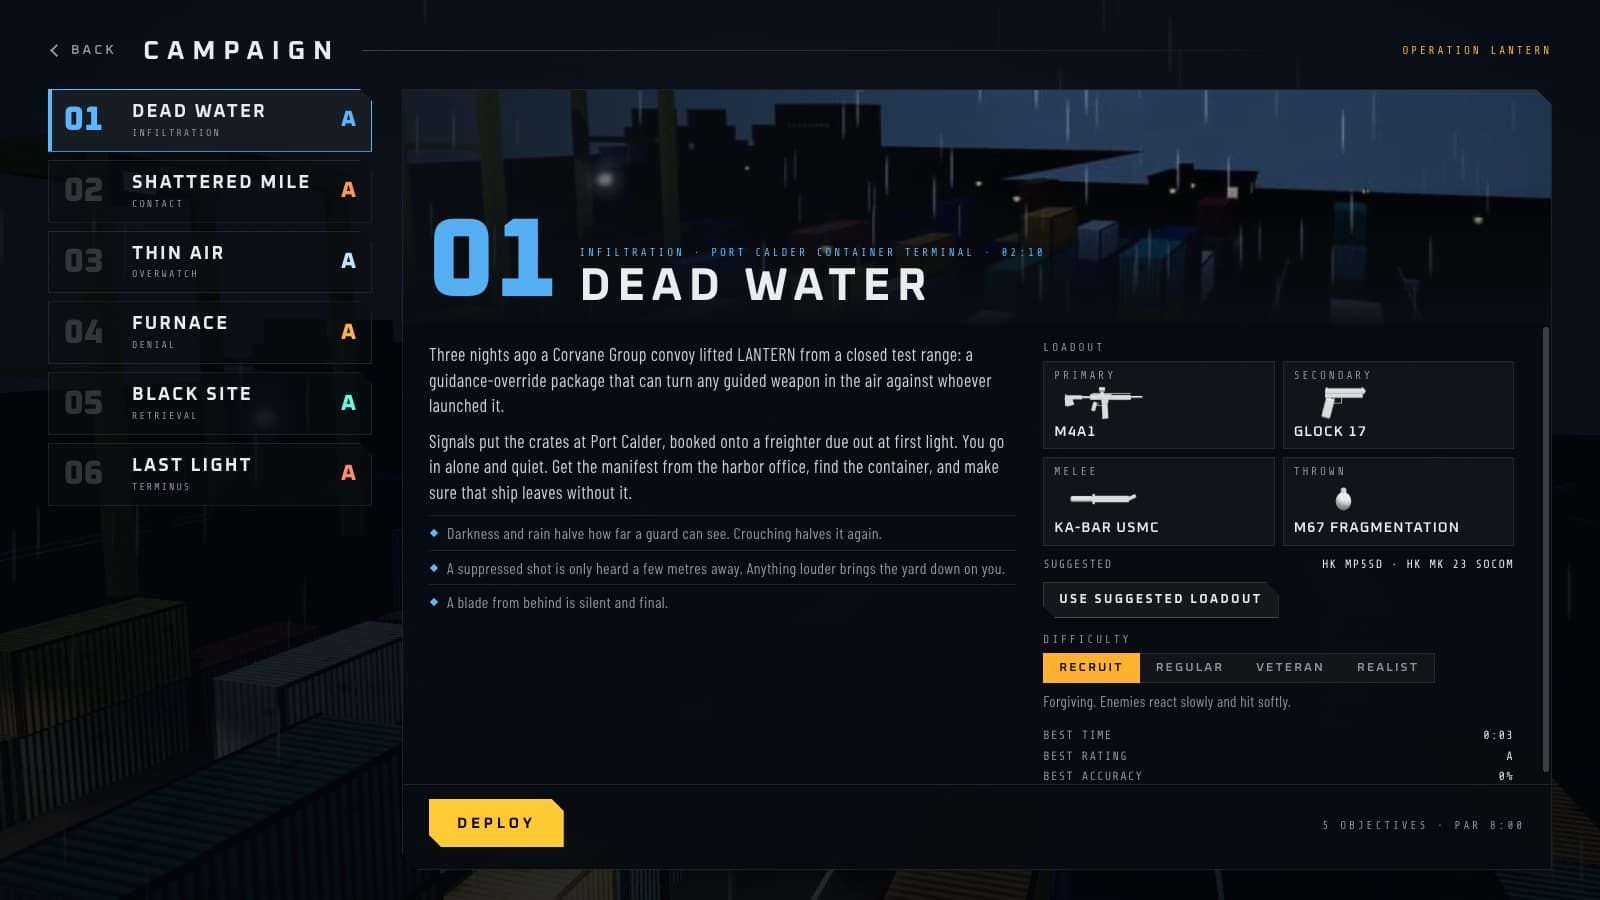 BACK
CAMPAIGN
OPERATION LANTERN
01
DEAD WATER
INFILTRATION
A
02
SHATTERED MILE
CONTACT
A
03
THIN AIR
OVERWATCH
A
04
FURNACE
DENIAL
A
05
BLACK SITE
RETRIEVAL
A
06
LAST LIGHT
TERMINUS
A
01
INFILTRATION · PORT CALDER CONTAINER TERMINAL · 02:10
DEAD WATER
Three nights ago a Corvane Group convoy lifted LANTERN from a closed test range: a
guidance-override package that can turn any guided weapon in the air against whoever
launched it.
Signals put the crates at Port Calder, booked onto a freighter due out at first light. You go
in alone and quiet. Get the manifest from the harbor office, find the container, and make
sure that ship leaves without it.
Darkness and rain halve how far a guard can see. Crouching halves it again.
A suppressed shot is only heard a few metres away. Anything louder brings the yard down on you.
A blade from behind is silent and final.
LOADOUT
PRIMARY
M4A1
SECONDARY
GLOCK 17
MELEE
KA-BAR USMC
THROWN
M67 FRAGMENTATION
SUGGESTED
HK MP5SD · HK MK 23 SOCOM
USE SUGGESTED LOADOUT
DIFFICULTY
RECRUIT
REGULAR
VETERAN
REALIST
Forgiving. Enemies react slowly and hit softly.
BEST TIME
0:03
BEST RATING
A
BEST ACCURACY
0%
DEPLOY
5 OBJECTIVES · PAR 8:00